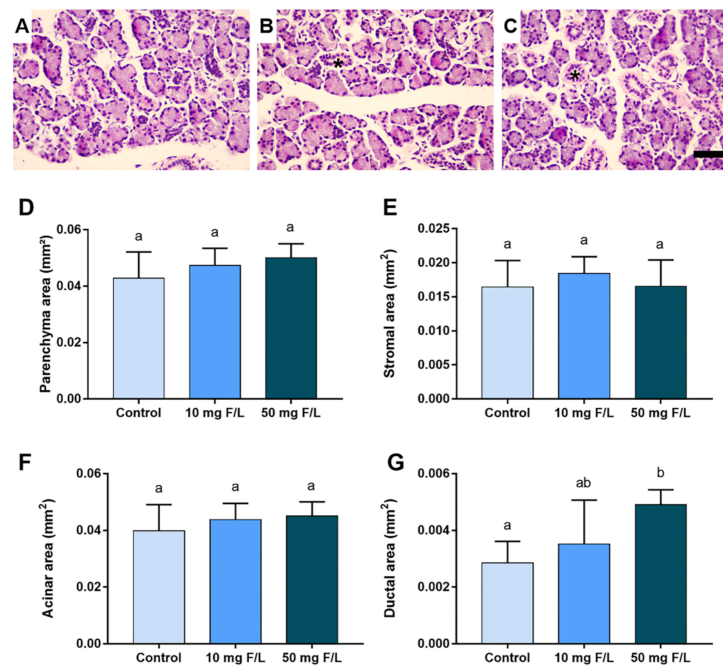 A B C
* *
D
a a a
Parenchyma area (mm²)
0.06
0.04
0.02
0.00
Control 10 mg F/L 50 mg F/L
E
a a a
Stromal area (mm²)
0.025
0.020
0.015
0.010
0.005
0.000
Control 10 mg F/L 50 mg F/L
F
a a a
Acinar area (mm²)
0.06
0.04
0.02
0.00
Control 10 mg F/L 50 mg F/L
G
a ab b
Ductal area (mm²)
0.006
0.004
0.002
0.000
Control 10 mg F/L 50 mg F/L